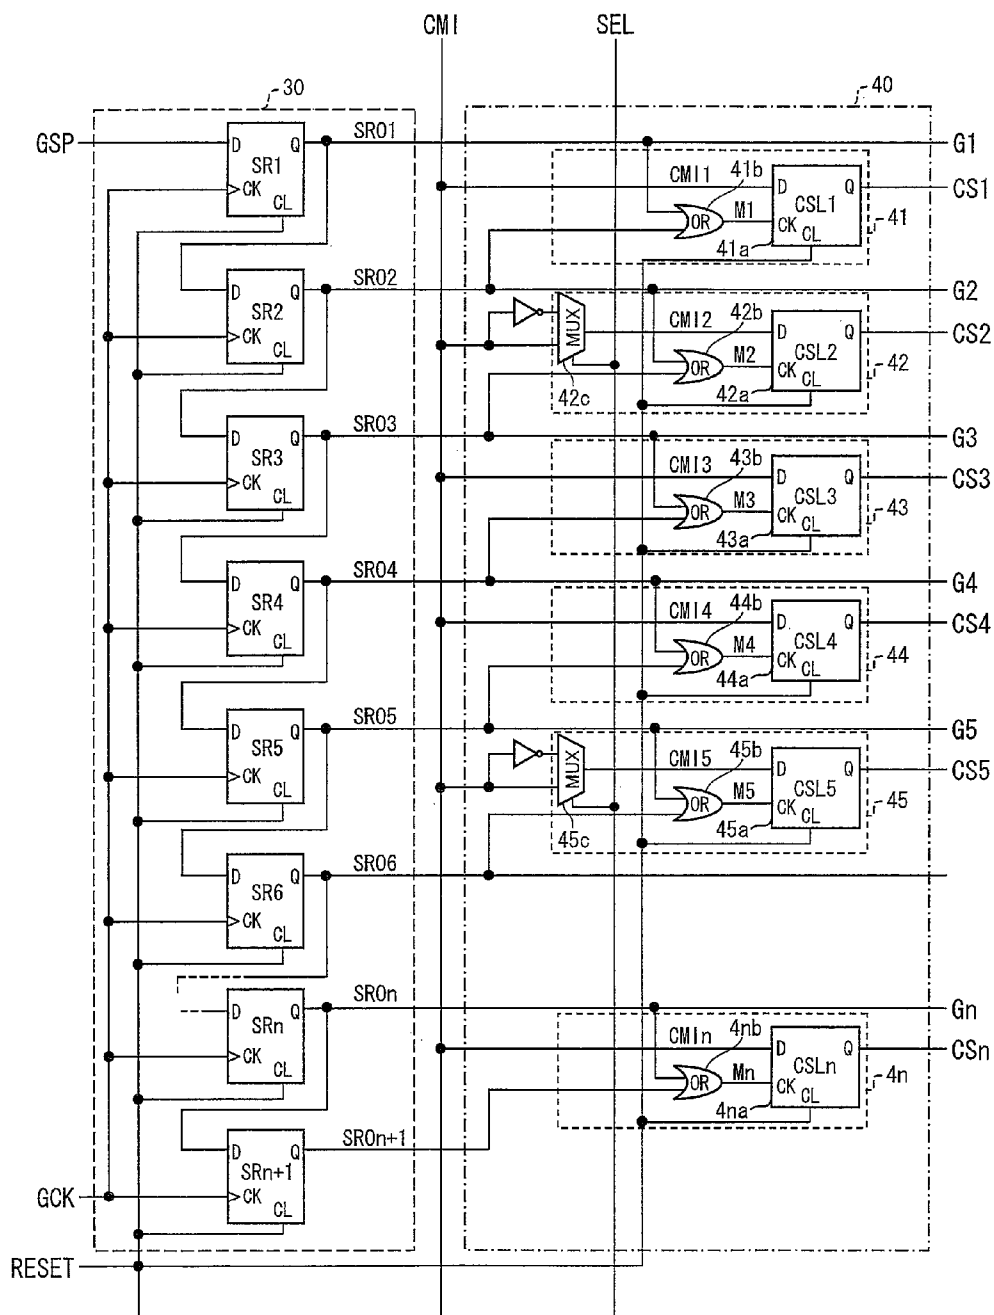 CMI SEL
30 40
GSP D Q SR1 CK CL SRO1 G1
CMI1 41b D Q CS1
OR M1 CSL1 CK CL 41
41a
D Q SR2 CK CL SRO2 G2
MUX CMI2 42b D Q CS2
OR M2 CSL2 CK CL 42
42c 42a
D Q SR3 CK CL SRO3 G3
CMI3 43b D Q CS3
OR M3 CSL3 CK CL 43
43a
D Q SR4 CK CL SRO4 G4
CMI4 44b D Q CS4
OR M4 CSL4 CK CL 44
44a
D Q SR5 CK CL SRO5 G5
MUX CMI5 45b D Q CS5
OR M5 CSL5 CK CL 45
45c 45a
D Q SR6 CK CL SRO6
D Q SRn CK CL SROn Gn
CMIn 4nb D Q CSn
OR Mn CSLn CK CL 4n
4na
D Q SRn+1 CK CL SROn+1
GCK
RESET